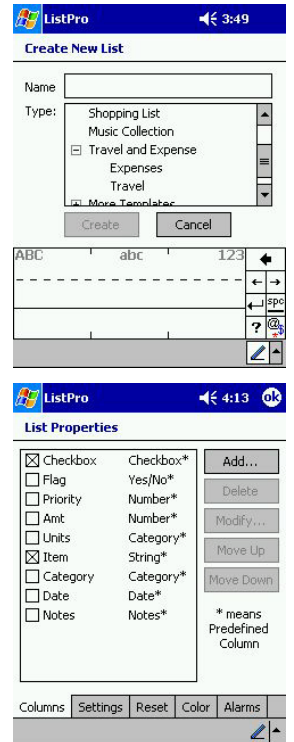 ListPro 3:49
Create New List
Name
Type: Shopping List
Music Collection
Travel and Expense
Expenses
Travel
More Templates
Create Cancel
ABC abc 123
spc
? @
ListPro 4:13 ok
List Properties
Checkbox Checkbox* Add...
Flag Yes/No*
Priority Number* Delete
Amt Number* Modify...
Units Category*
Item String* Move Up
Category Category* Move Down
Date Date*
Notes Notes* * means
Predefined
Column
Columns Settings Reset Color Alarms